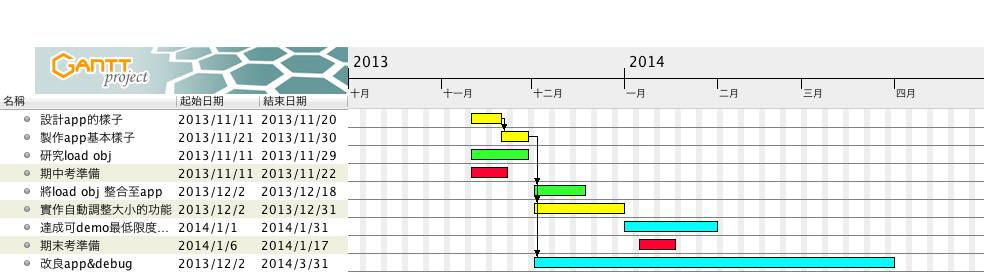 GANTT project
2013 2014
十月 十一月 十二月 一月 二月 三月 四月
名稱 起始日期 結束日期
設計app的樣子 2013/11/11 2013/11/20
製作app基本樣子 2013/11/21 2013/11/30
研究load obj 2013/11/11 2013/11/29
期中考準備 2013/11/11 2013/11/22
將load obj 整合至app 2013/12/2 2013/12/18
實作自動調整大小的功能 2013/12/2 2013/12/31
達成可demo最低限度... 2014/1/1 2014/1/31
期末考準備 2014/1/6 2014/1/17
改良app&debug 2013/12/2 2014/3/31